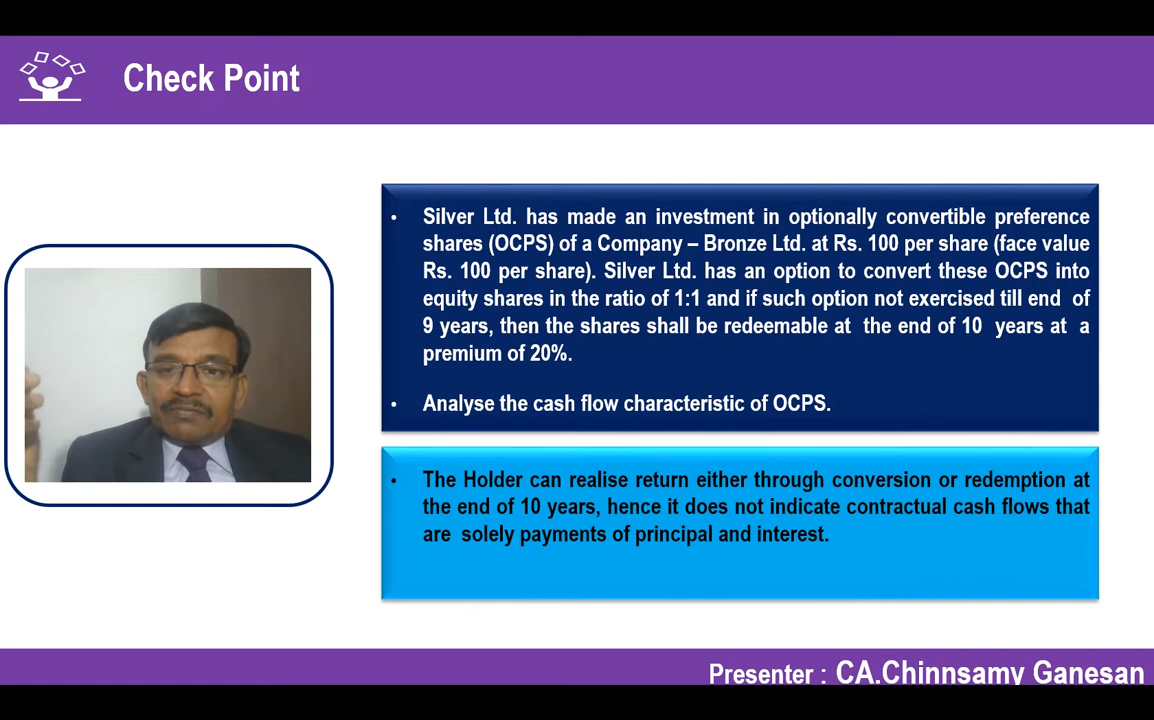 Check Point
• Silver Ltd. has made an investment in optionally convertible preference
shares (OCPS) of a Company – Bronze Ltd. at Rs. 100 per share (face value
Rs. 100 per share). Silver Ltd. has an option to convert these OCPS into
equity shares in the ratio of 1:1 and if such option not exercised till end of
9 years, then the shares shall be redeemable at the end of 10 years at a
premium of 20%.
• Analyse the cash flow characteristic of OCPS.
• The Holder can realise return either through conversion or redemption at
the end of 10 years, hence it does not indicate contractual cash flows that
are solely payments of principal and interest.
Presenter : CA.Chinnsamy Ganesan